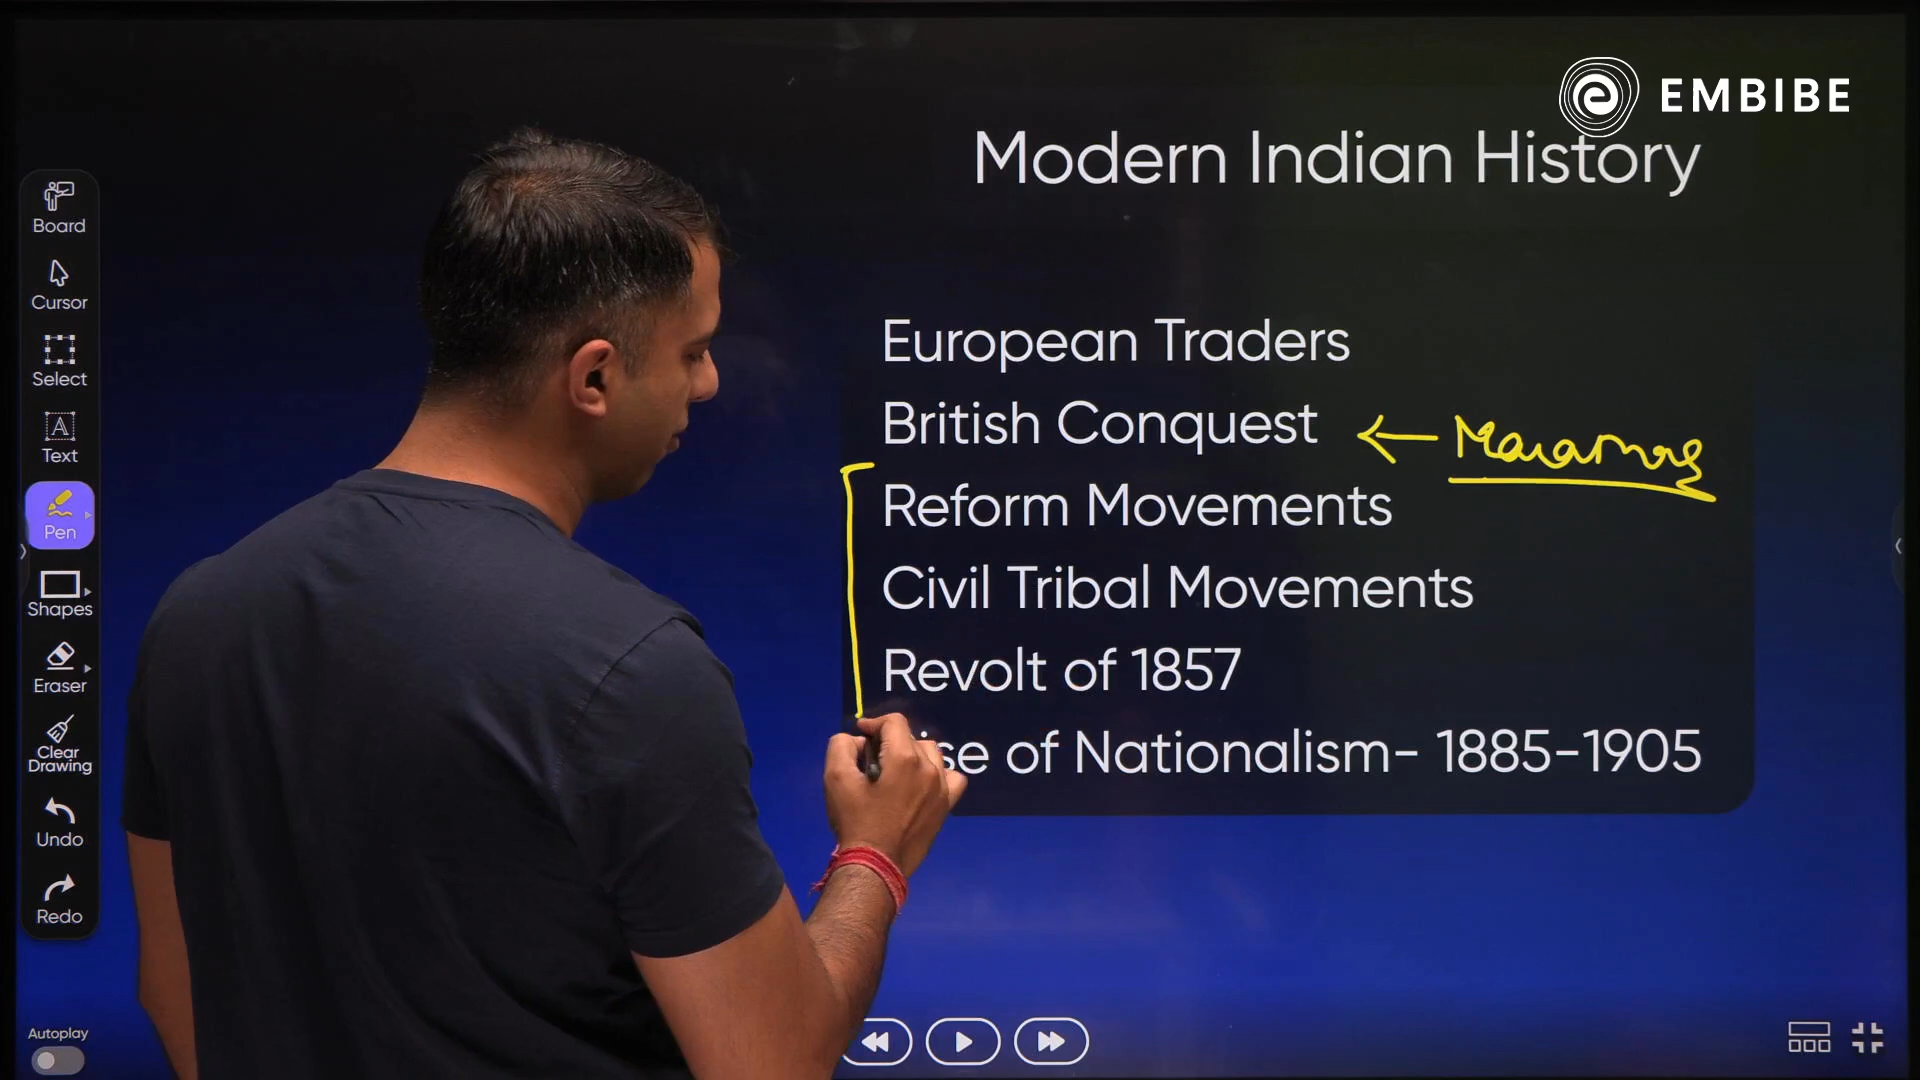 EMBIBE
Modern Indian History
European Traders
British Conquest
Reform Movements
Civil Tribal Movements
Revolt of 1857
ise of Nationalism- 1885-1905
Board
Cursor
Select
A
Text
Pen
Shapes
Eraser
Clear
Drawing
Undo
Redo
Autoplay